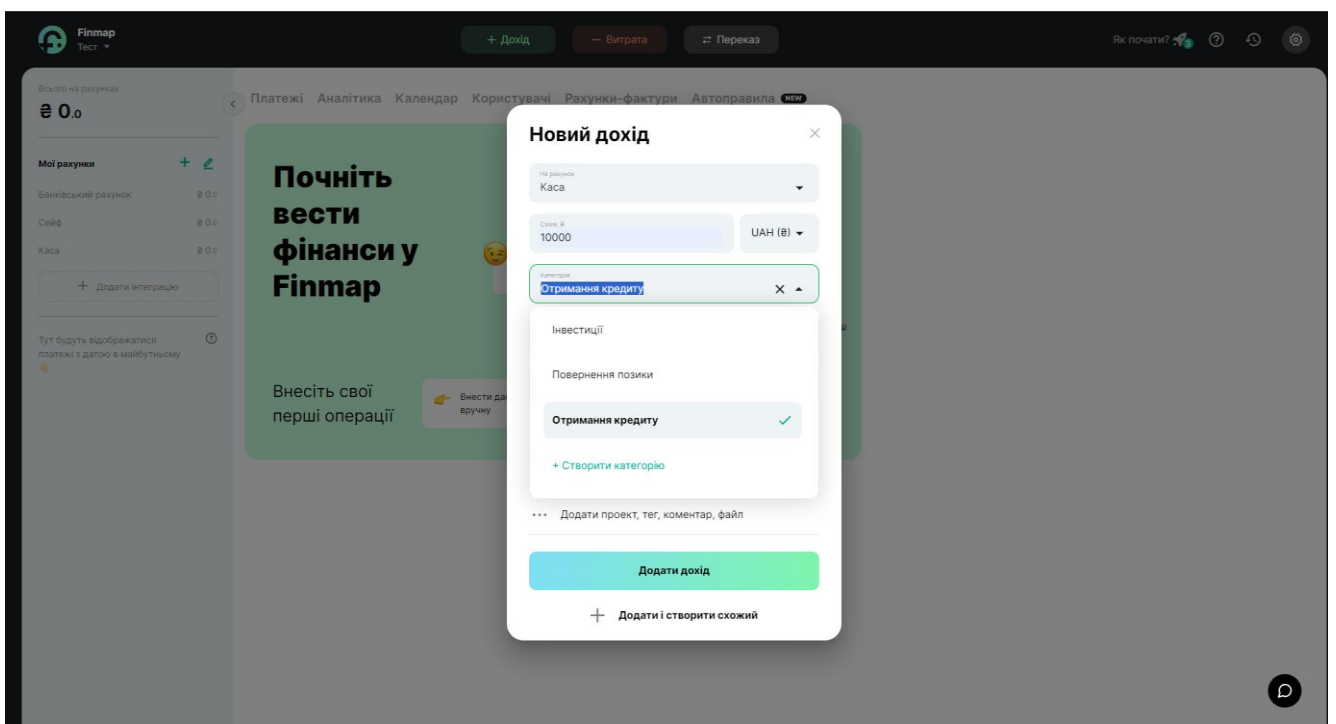 Finmap
Тест
+ Дохід
— Витрата
⇄ Переказ
Як почати?
3
Всього на рахунках
₴ 0.0
Платежі Аналітика Календар Користувачі Рахунки-фактури Автоправила NEW
Мої рахунки
Банківський рахунок ₴ 0.0
Сейф ₴ 0.0
Каса ₴ 0.0
+ Додати інтеграцію
Тут будуть відображатися
платежі з датою в майбутньому
Почніть
вести
фінанси у
Finmap
Внесіть свої
перші операції
Внести
вручну
Новий дохід
На рахунок
Каса
Сума, ₴
10000
UAH (₴)
Категорія
Отримання кредиту
Інвестиції
Повернення позики
Отримання кредиту
+ Створити категорію
Додати проект, тег, коментар, файл
Додати дохід
Додати і створити схожий